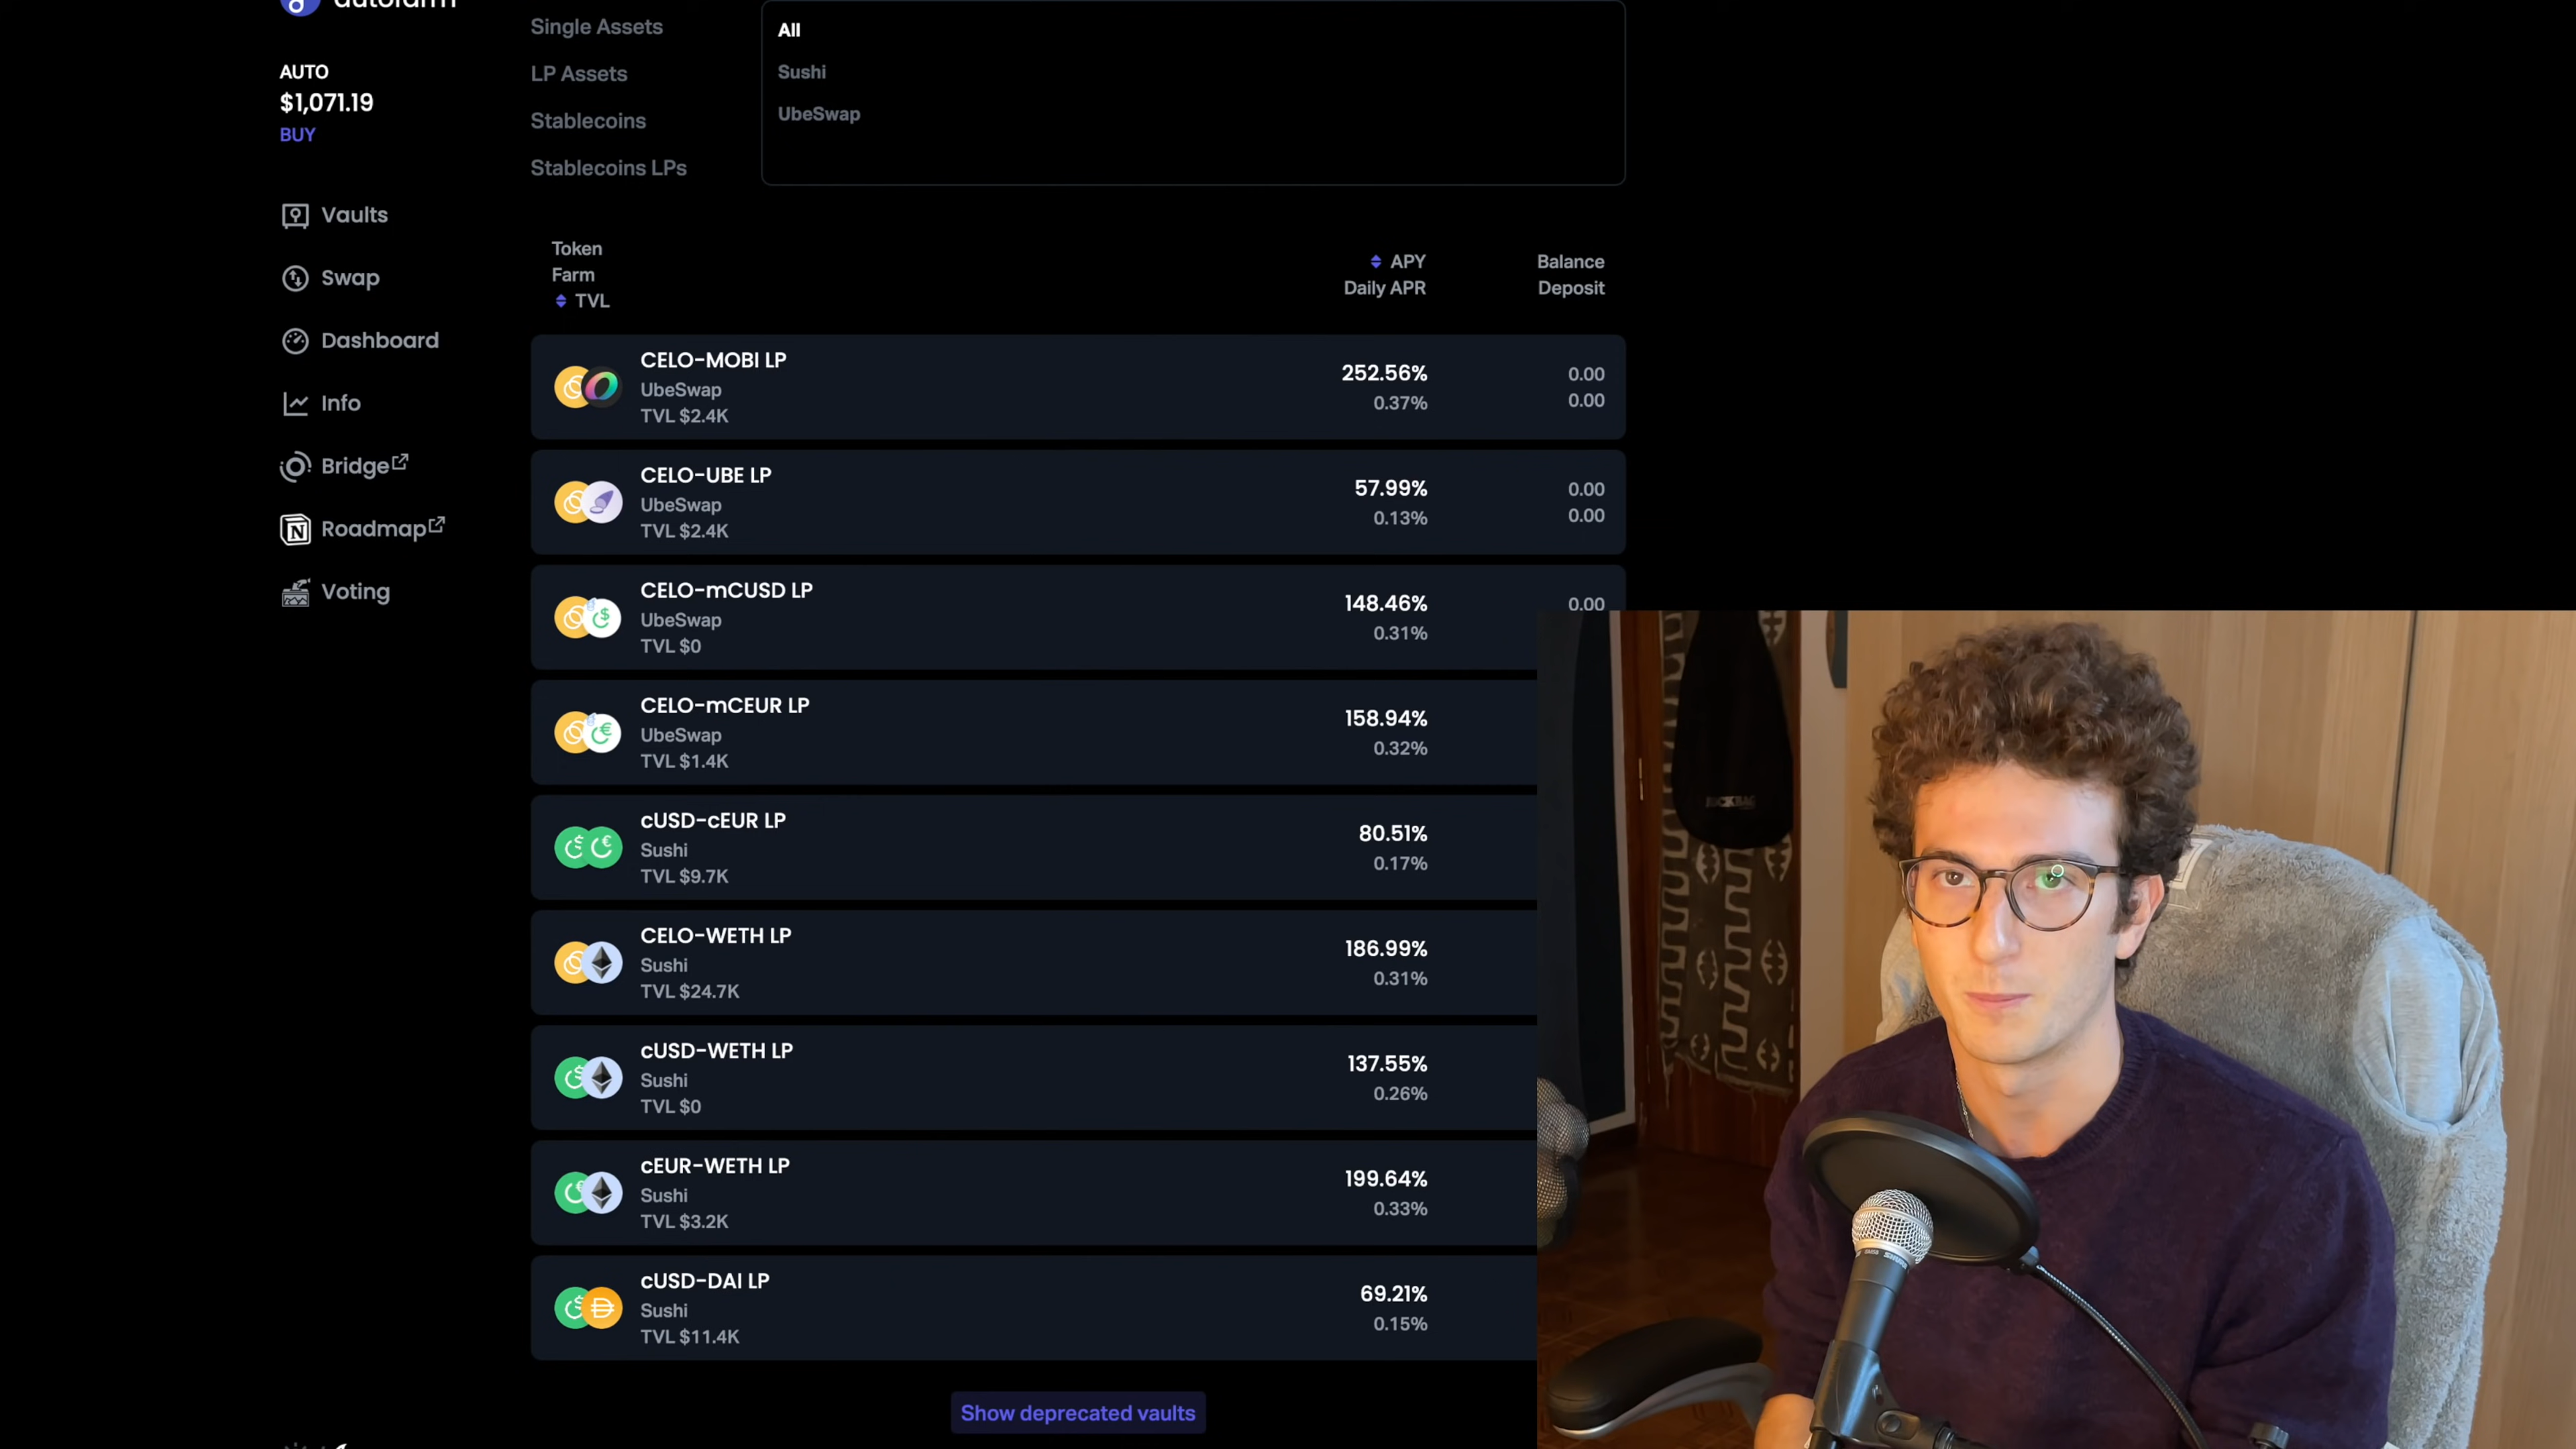 autofarm
AUTO
$1,071.19
BUY
Vaults
Swap
Dashboard
Info
Bridge
Roadmap
Voting
Single Assets
LP Assets
Stablecoins
Stablecoins LPs
All
Sushi
UbeSwap
Token
Farm
TVL
APY
Daily APR
Balance
Deposit
CELO-MOBI LP
UbeSwap
TVL $2.4K
252.56%
0.37%
0.00
0.00
CELO-UBE LP
UbeSwap
TVL $2.4K
57.99%
0.13%
0.00
0.00
CELO-mCUSD LP
UbeSwap
TVL $0
148.46%
0.31%
0.00
CELO-mCEUR LP
UbeSwap
TVL $1.4K
158.94%
0.32%
cUSD-cEUR LP
Sushi
TVL $9.7K
80.51%
0.17%
CELO-WETH LP
Sushi
TVL $24.7K
186.99%
0.31%
cUSD-WETH LP
Sushi
TVL $0
137.55%
0.26%
cEUR-WETH LP
Sushi
TVL $3.2K
199.64%
0.33%
cUSD-DAI LP
Sushi
TVL $11.4K
69.21%
0.15%
Show deprecated vaults